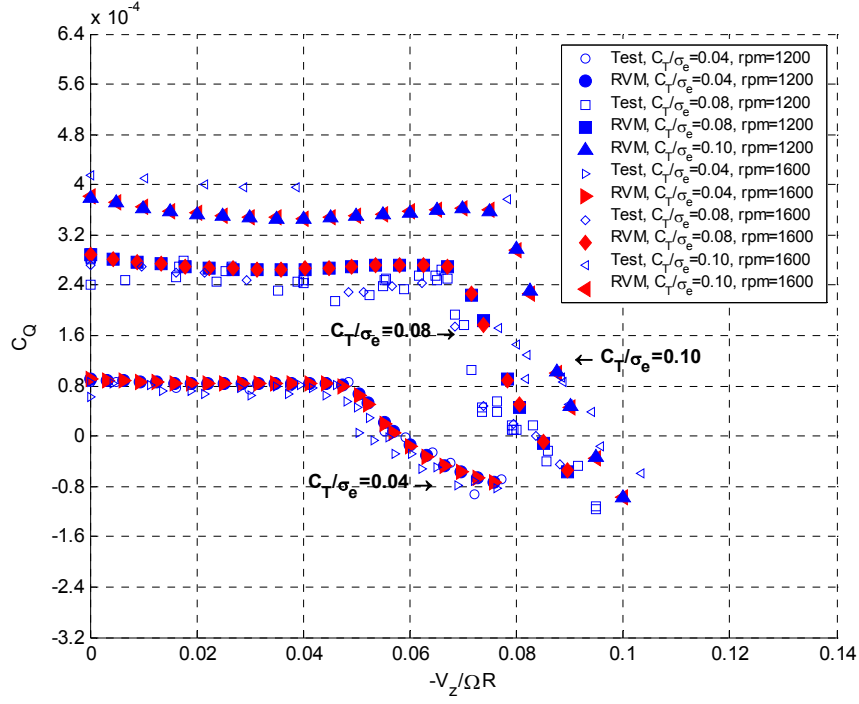 x 10⁻⁴
6.4
5.6
4.8
4
3.2
2.4
1.6
0.8
0
-0.8
-1.6
-2.4
-3.2
C_Q
Test, C_T/σ_e=0.04, rpm=1200
RVM, C_T/σ_e=0.04, rpm=1200
Test, C_T/σ_e=0.08, rpm=1200
RVM, C_T/σ_e=0.08, rpm=1200
RVM, C_T/σ_e=0.10, rpm=1200
Test, C_T/σ_e=0.04, rpm=1600
RVM, C_T/σ_e=0.04, rpm=1600
Test, C_T/σ_e=0.08, rpm=1600
RVM, C_T/σ_e=0.08, rpm=1600
Test, C_T/σ_e=0.10, rpm=1600
RVM, C_T/σ_e=0.10, rpm=1600
C_T/σ_e=0.08 →
← C_T/σ_e=0.10
C_T/σ_e=0.04 →
0 0.02 0.04 0.06 0.08 0.1 0.12 0.14
-V_z/ΩR